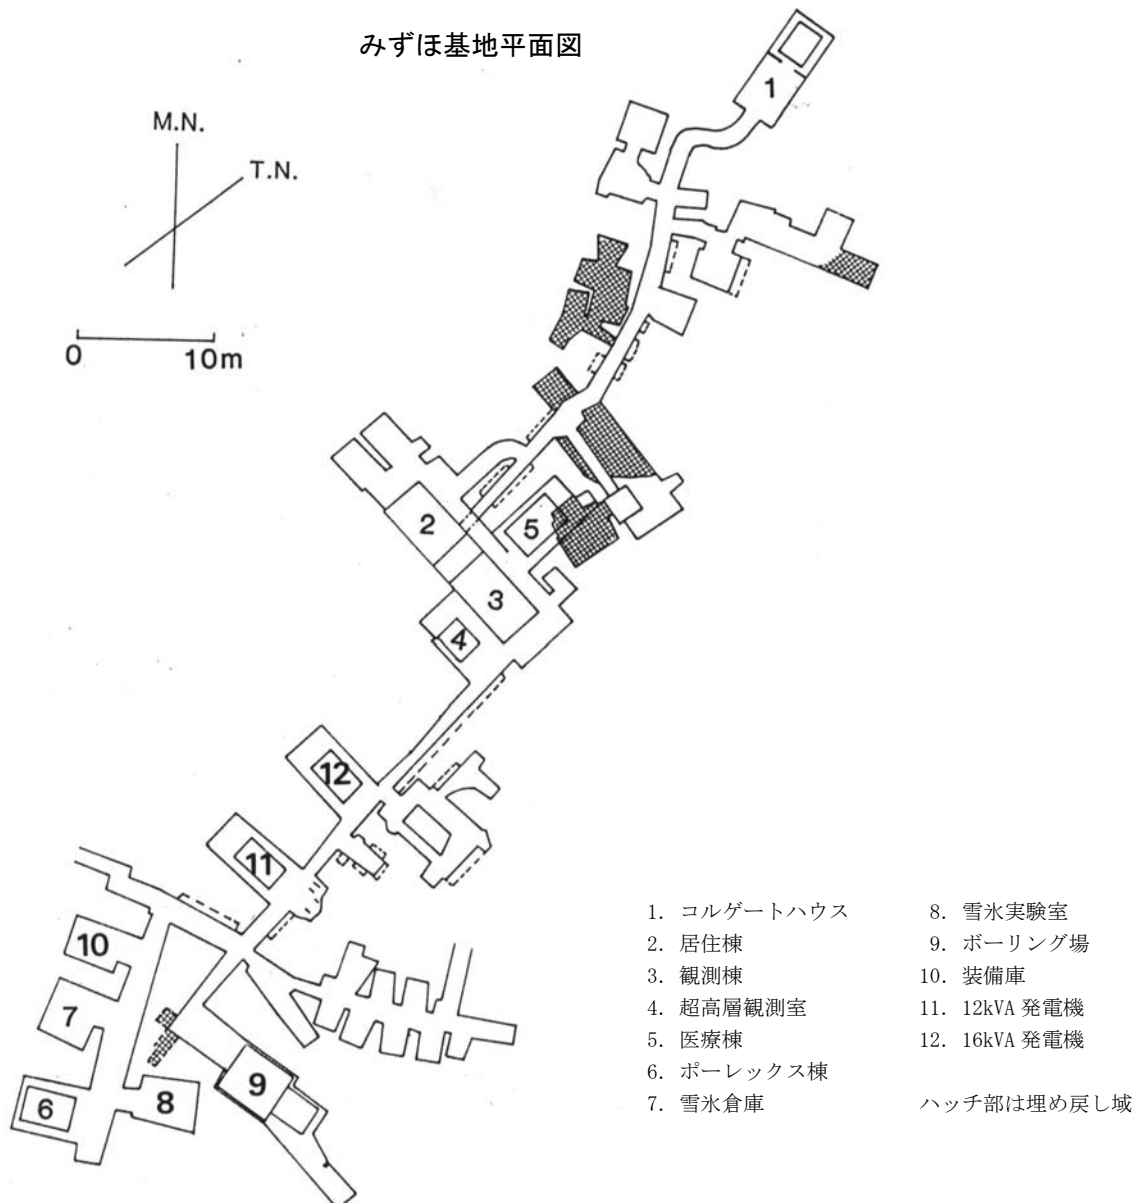 みずほ基地平面図
M.N.
T.N.
0
10m
1
2
5
3
4
12
11
10
7
6
8
9
1. コルゲートハウス
2. 居住棟
3. 観測棟
4. 超高層観測室
5. 医療棟
6. ポーレックス棟
7. 雪氷倉庫
8. 雪氷実験室
9. ボーリング場
10. 装備庫
11. 12kVA 発電機
12. 16kVA 発電機
ハッチ部は埋め戻し域